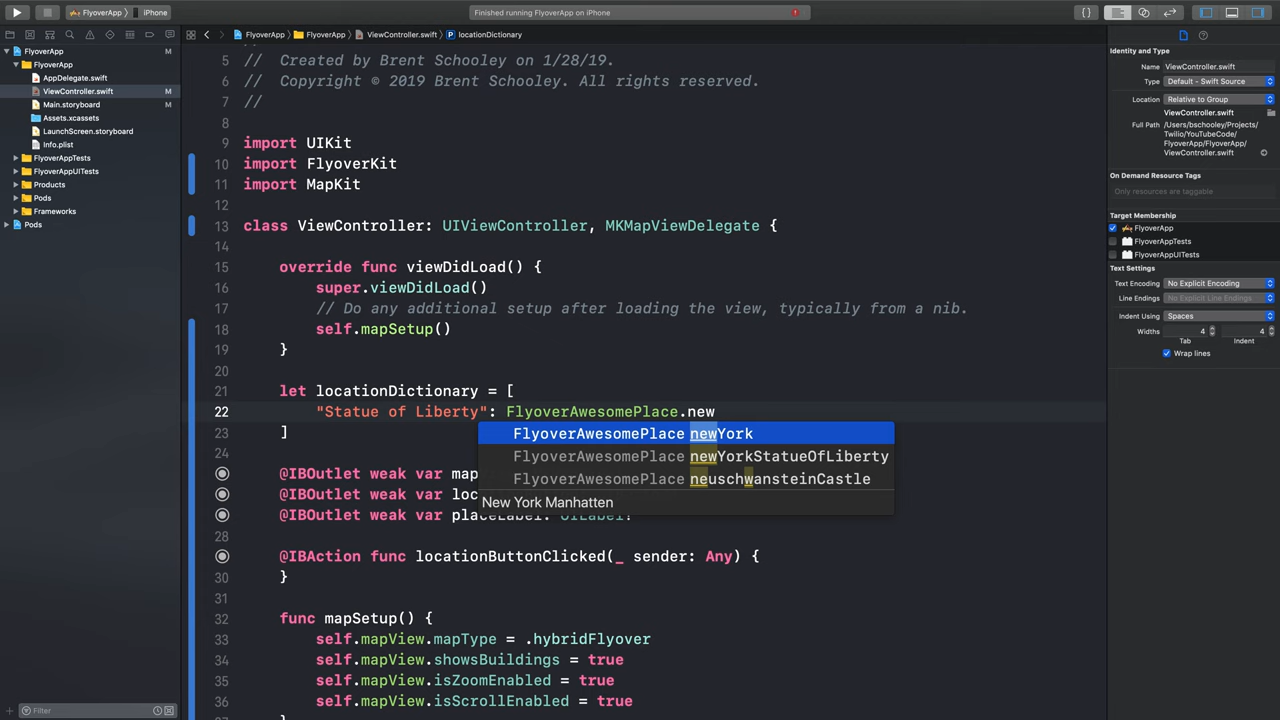 FlyoverApp
iPhone
Finished running FlyoverApp on iPhone
FlyoverApp
FlyoverApp
ViewController.swift
locationDictionary
FlyoverApp M
FlyoverApp
AppDelegate.swift
ViewController.swift M
Main.storyboard M
Assets.xcassets
LaunchScreen.storyboard
Info.plist
FlyoverAppTests
FlyoverAppUITests
Products
Pods
Frameworks
Pods
Filter
5 // Created by Brent Schooley on 1/28/19.
6 // Copyright © 2019 Brent Schooley. All rights reserved.
7 //
8
9 import UIKit
10 import FlyoverKit
11 import MapKit
12
13 class ViewController: UIViewController, MKMapViewDelegate {
14
15 override func viewDidLoad() {
16 super.viewDidLoad()
17 // Do any additional setup after loading the view, typically from a nib.
18 self.mapSetup()
19 }
20
21 let locationDictionary = [
22 "Statue of Liberty": FlyoverAwesomePlace.new
23 ]
FlyoverAwesomePlace newYork
FlyoverAwesomePlace newYorkStatueOfLiberty
FlyoverAwesomePlace neuschwansteinCastle
New York Manhatten
24
@IBOutlet weak var map
@IBOutlet weak var loc
@IBOutlet weak var placeLabel: UILabel!
28
@IBAction func locationButtonClicked(_ sender: Any) {
30 }
31
32 func mapSetup() {
33 self.mapView.mapType = .hybridFlyover
34 self.mapView.showsBuildings = true
35 self.mapView.isZoomEnabled = true
36 self.mapView.isScrollEnabled = true
37 }
Identity and Type
Name ViewController.swift
Type Default - Swift Source
Location Relative to Group
ViewController.swift
Full Path /Users/bschooley/Projects/
Twilio/YouTubeCode/
FlyoverApp/FlyoverApp/
ViewController.swift
On Demand Resource Tags
Only resources are taggable
Target Membership
FlyoverApp
FlyoverAppTests
FlyoverAppUITests
Text Settings
Text Encoding No Explicit Encoding
Line Endings No Explicit Line Endings
Indent Using Spaces
Widths 4 4
Tab Indent
Wrap lines